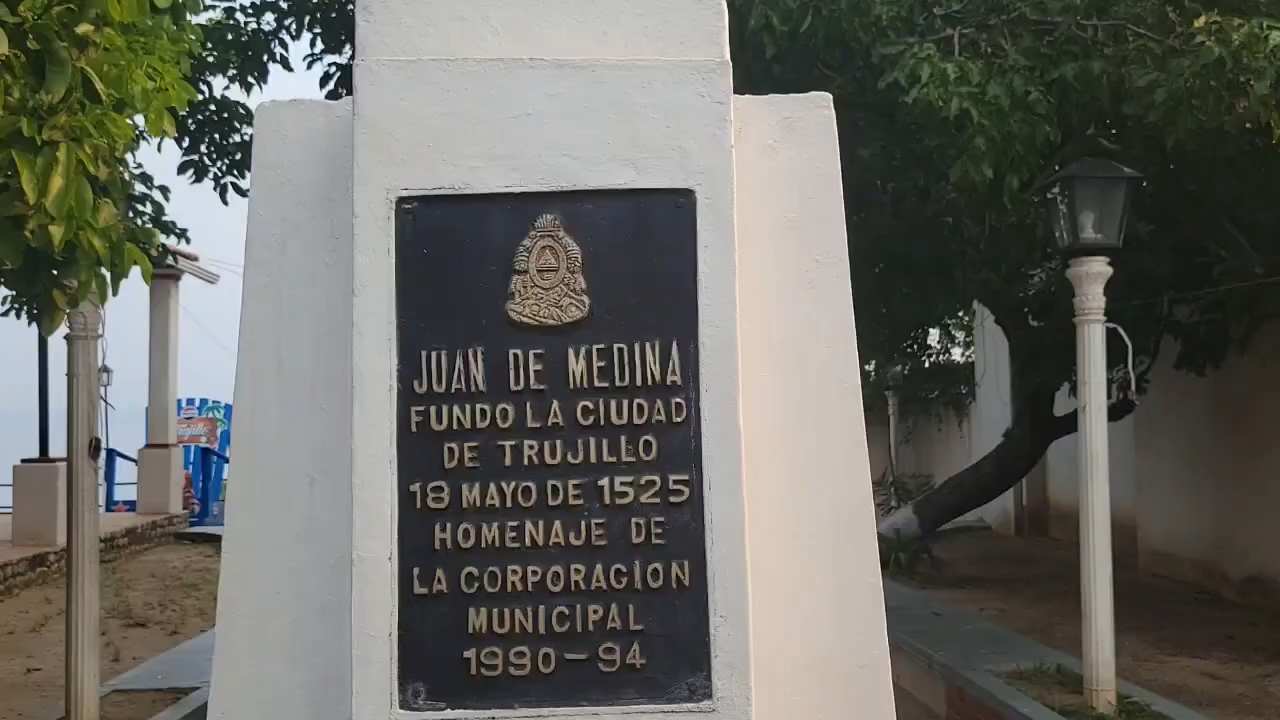 JUAN DE MEDINA
FUNDO LA CIUDAD
DE TRUJILLO
18 MAYO DE 1525
HOMENAJE DE
LA CORPORACION
MUNICIPAL
1990-94
Trujillo